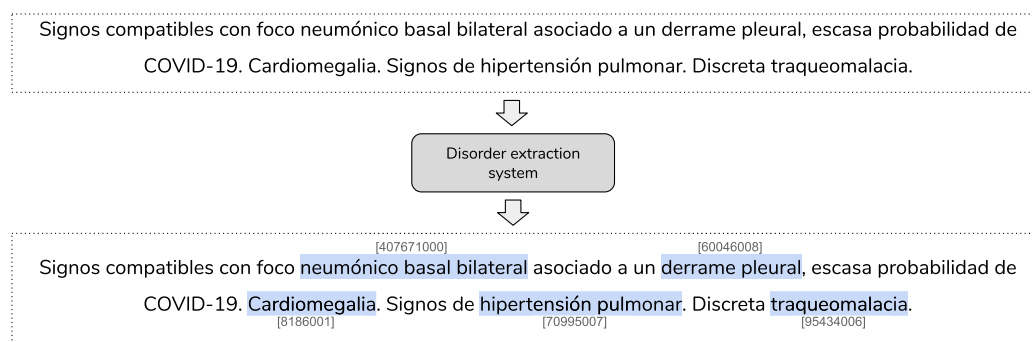 Signos compatibles con foco neumónico basal bilateral asociado a un derrame pleural, escasa probabilidad de
COVID-19. Cardiomegalia. Signos de hipertensión pulmonar. Discreta traqueomalacia.
Disorder extraction
system
[407671000] [60046008]
Signos compatibles con foco neumónico basal bilateral asociado a un derrame pleural, escasa probabilidad de
COVID-19. Cardiomegalia. Signos de hipertensión pulmonar. Discreta traqueomalacia.
[8186001] [70995007] [95434006]